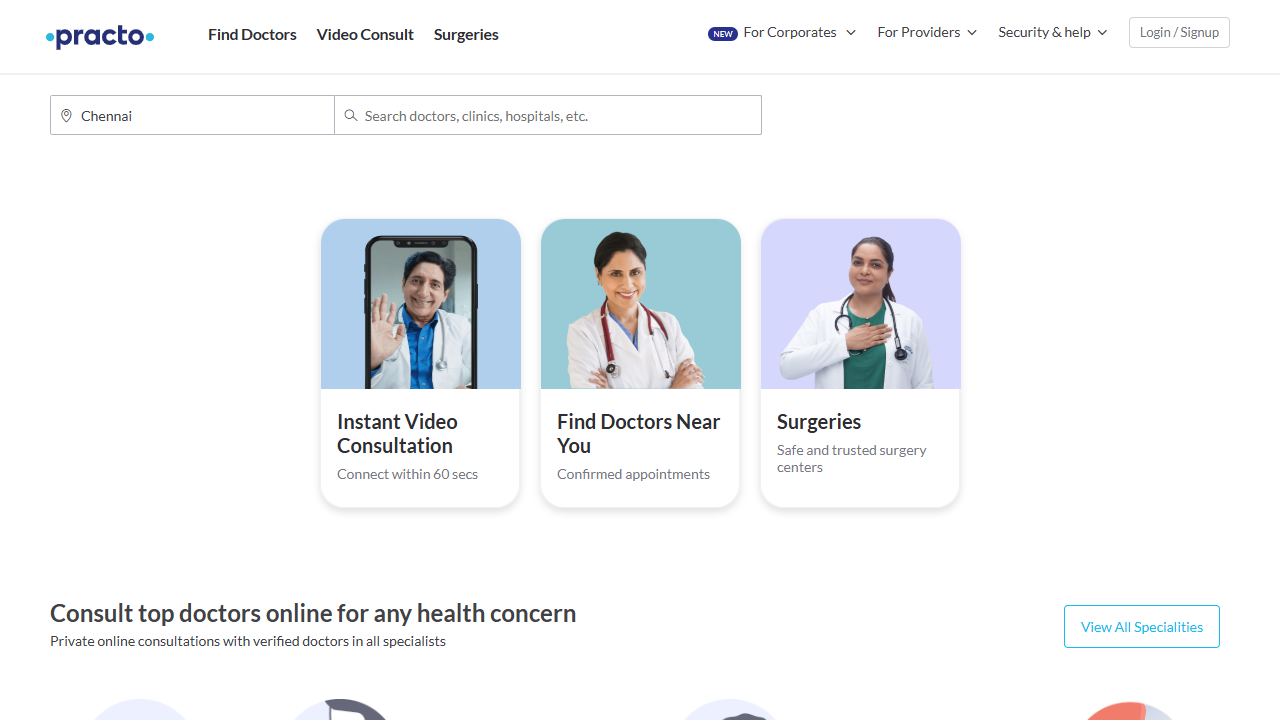 practo
Find Doctors
Video Consult
Surgeries
NEW For Corporates
For Providers
Security & help
Login / Signup
Chennai
Search doctors, clinics, hospitals, etc.
Instant Video
Consultation
Connect within 60 secs
Find Doctors Near
You
Confirmed appointments
Surgeries
Safe and trusted surgery
centers
Consult top doctors online for any health concern
Private online consultations with verified doctors in all specialists
View All Specialities